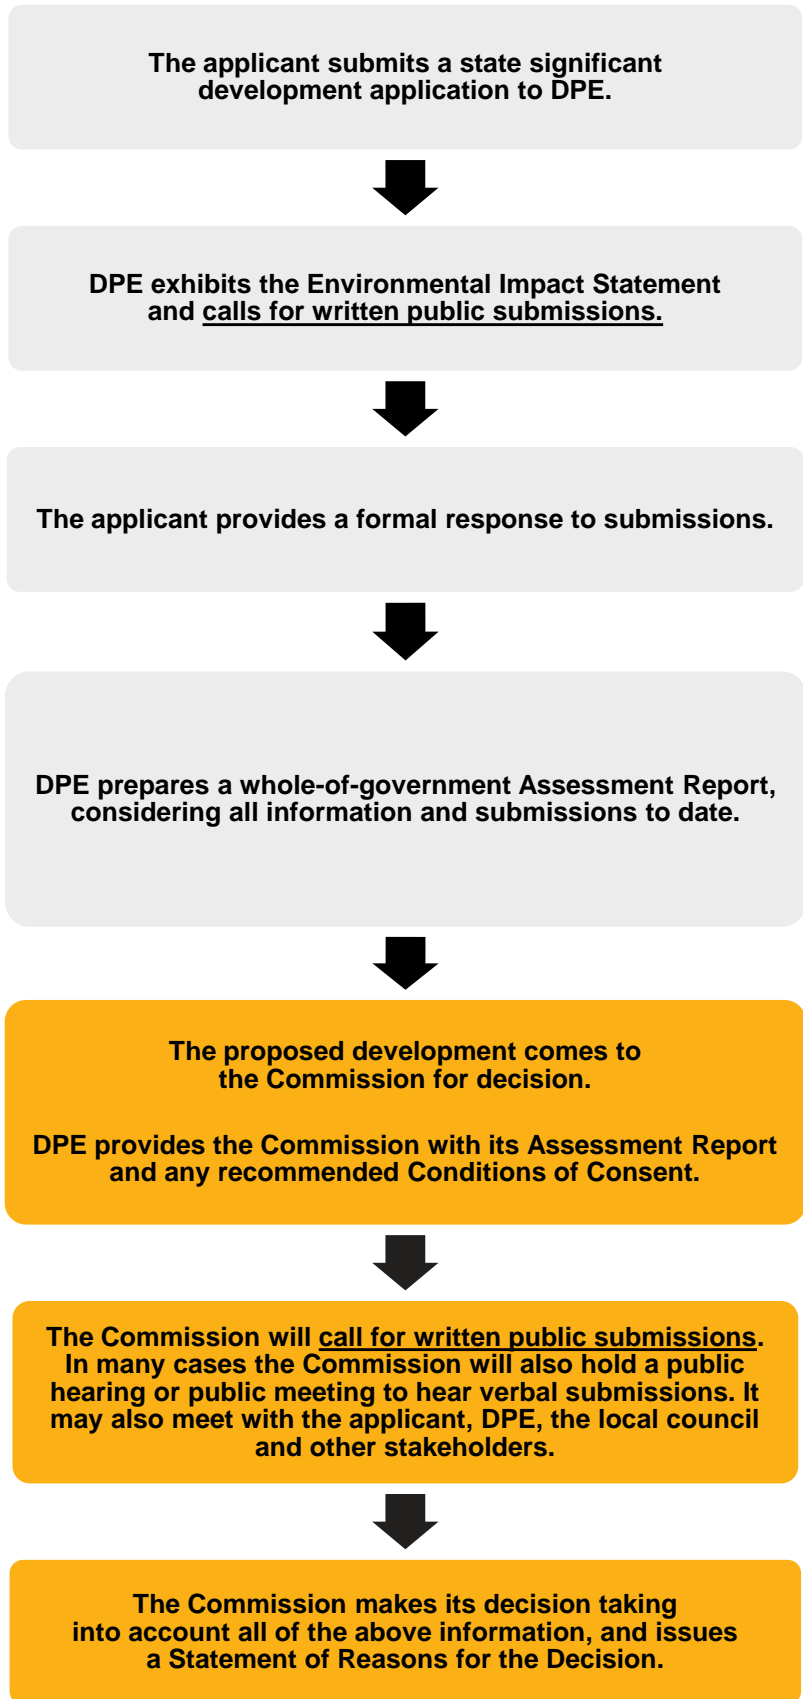 The applicant submits a state significant
development application to DPE.
DPE exhibits the Environmental Impact Statement
and calls for written public submissions.
The applicant provides a formal response to submissions.
DPE prepares a whole-of-government Assessment Report,
considering all information and submissions to date.
The proposed development comes to
the Commission for decision.
DPE provides the Commission with its Assessment Report
and any recommended Conditions of Consent.
The Commission will call for written public submissions.
In many cases the Commission will also hold a public
hearing or public meeting to hear verbal submissions. It
may also meet with the applicant, DPE, the local council
and other stakeholders.
The Commission makes its decision taking
into account all of the above information, and issues
a Statement of Reasons for the Decision.